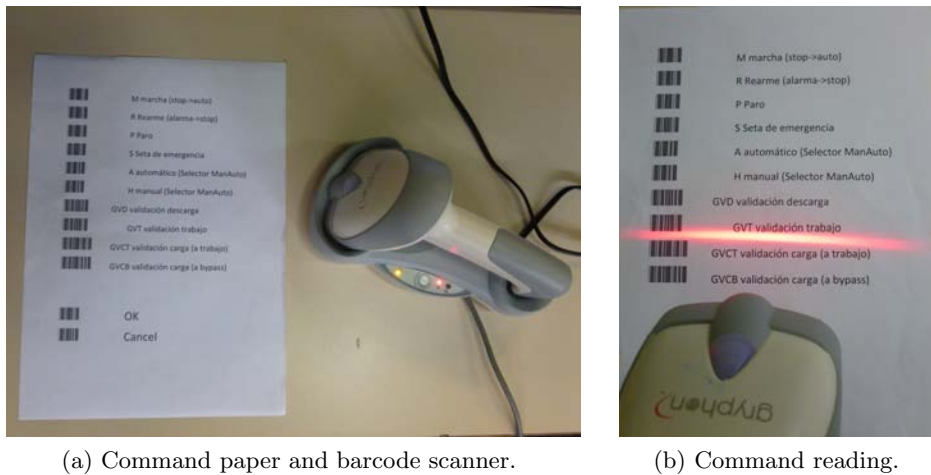 M marcha (stop->auto)
R Rearme (alarma->stop)
P Paro
S Seta de emergencia
A automático (Selector ManAuto)
H manual (Selector ManAuto)
GVD validación descarga
GVT validación trabajo
GVCT validación carga (a trabajo)
GVCB validación carga (a bypass)
OK
Cancel
(a) Command paper and barcode scanner.
M marcha (stop->auto)
R Rearme (alarma->stop)
P Paro
S Seta de emergencia
A automático (Selector ManAuto)
H manual (Selector ManAuto)
GVD validación descarga
GVT validación trabajo
GVCT validación carga (a trabajo)
GVCB validación carga (a bypass)
gryphon
(b) Command reading.